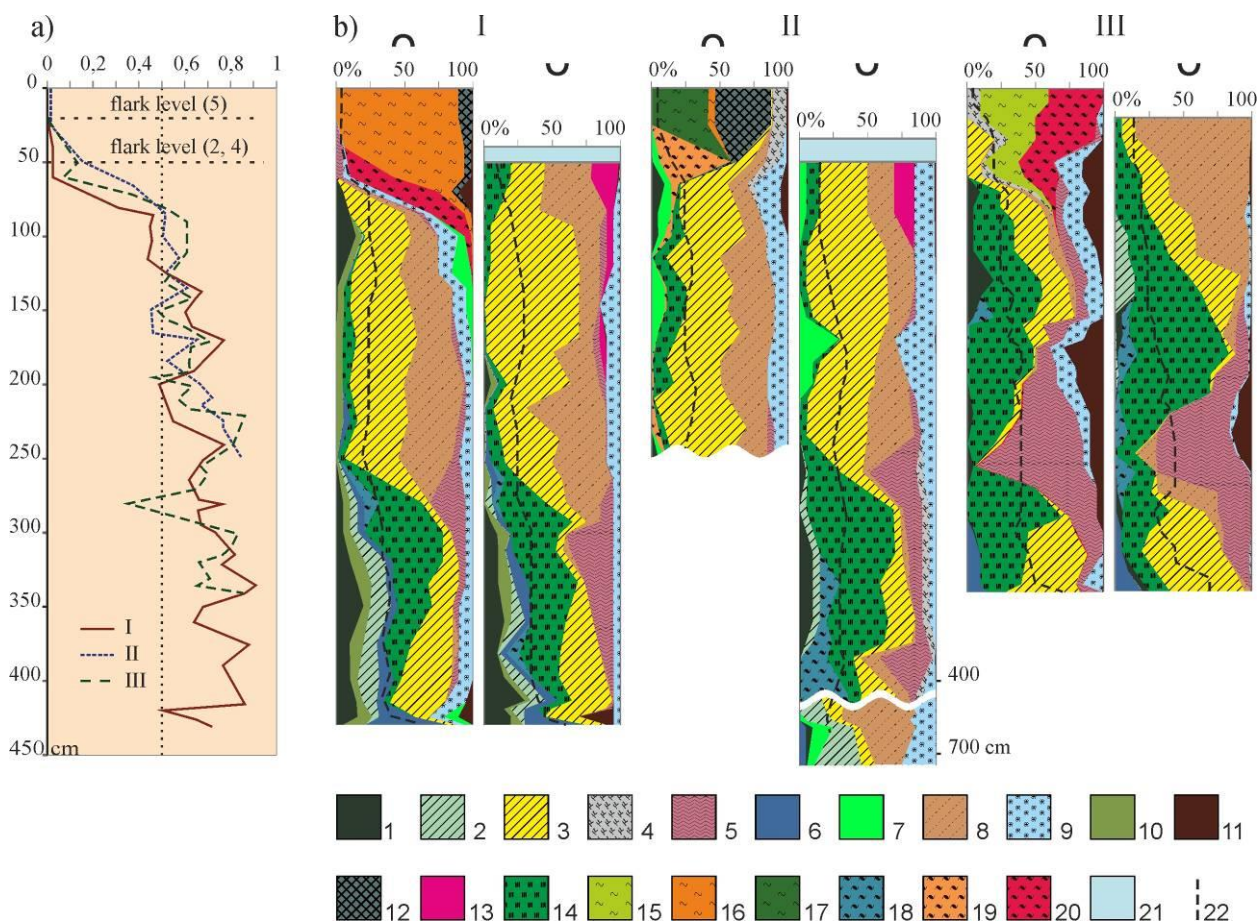 a)
b)
I
II
III
0 0,2 0,4 0,6 0,8 1
0% 50 100
0% 50 100
0% 50 100
0% 50 100
0% 50 100
0% 50 100
0
50
100
150
200
250
300
350
400
450 cm
flark level (5)
flark level (2, 4)
I
II
III
400
700 cm
1 2 3 4 5 6 7 8 9 10 11
12 13 14 15 16 17 18 19 20 21 22